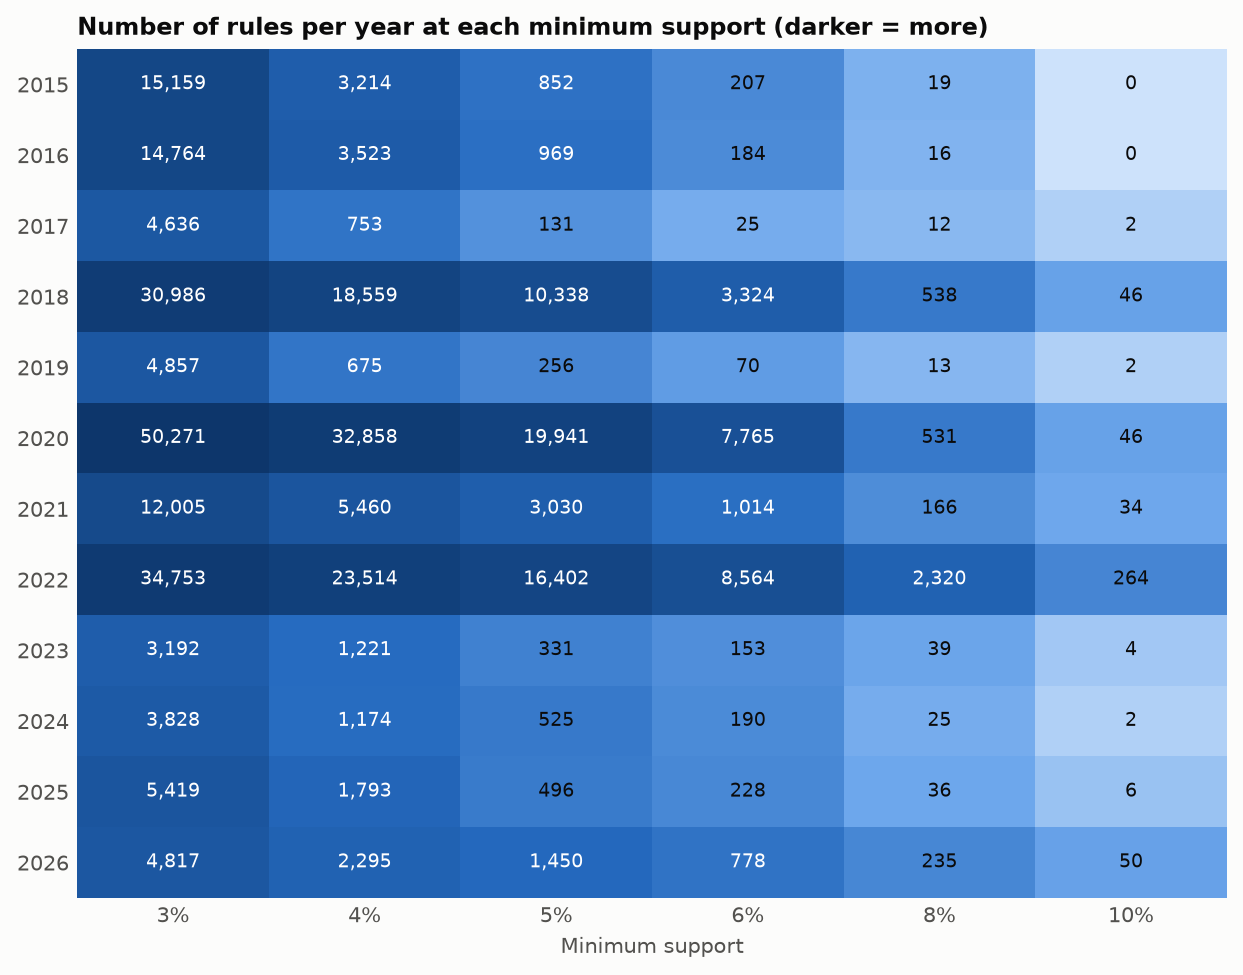 Number of rules per year at each minimum support (darker = more)
2015 15,159 3,214 852 207 19 0
2016 14,764 3,523 969 184 16 0
2017 4,636 753 131 25 12 2
2018 30,986 18,559 10,338 3,324 538 46
2019 4,857 675 256 70 13 2
2020 50,271 32,858 19,941 7,765 531 46
2021 12,005 5,460 3,030 1,014 166 34
2022 34,753 23,514 16,402 8,564 2,320 264
2023 3,192 1,221 331 153 39 4
2024 3,828 1,174 525 190 25 2
2025 5,419 1,793 496 228 36 6
2026 4,817 2,295 1,450 778 235 50
3% 4% 5% 6% 8% 10%
Minimum support